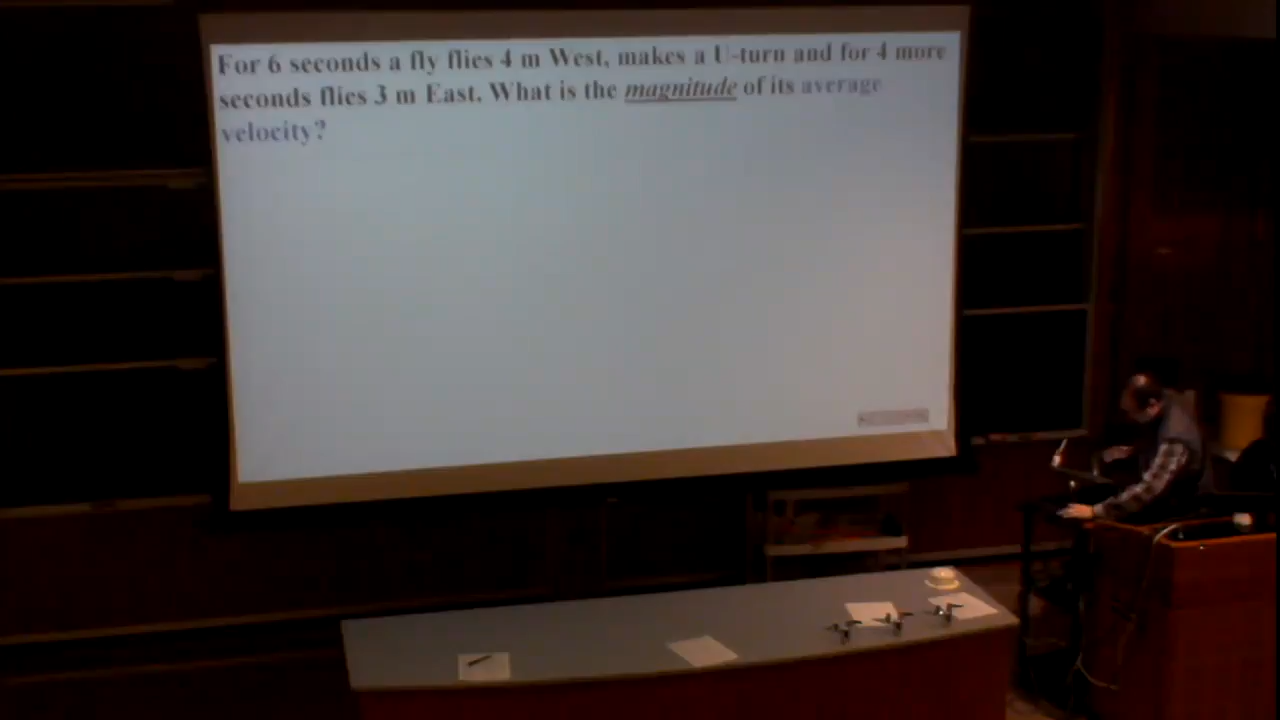 For 6 seconds a fly flies 4 m West, makes a U-turn and for 4 more
seconds flies 3 m East. What is the magnitude of its average
velocity?